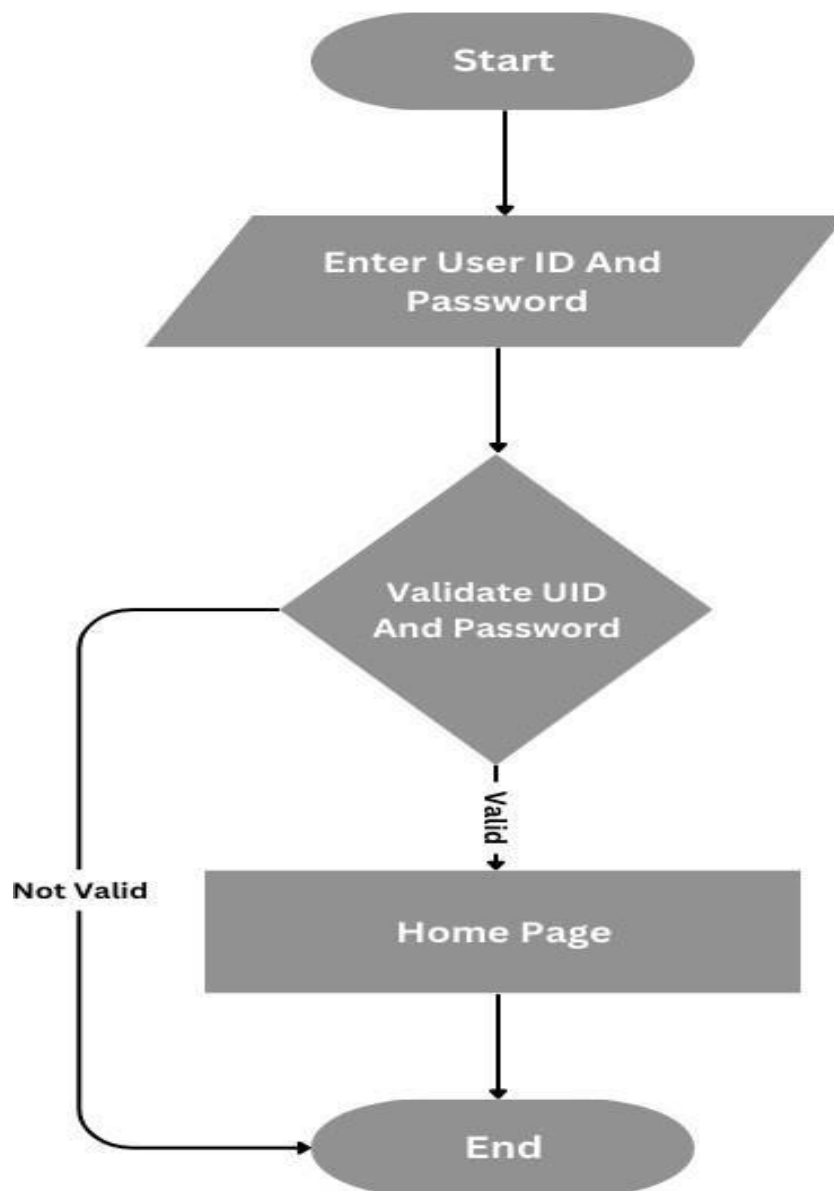 Start
Enter User ID And
Password
Validate UID
And Password
Valid
Not Valid
Home Page
End